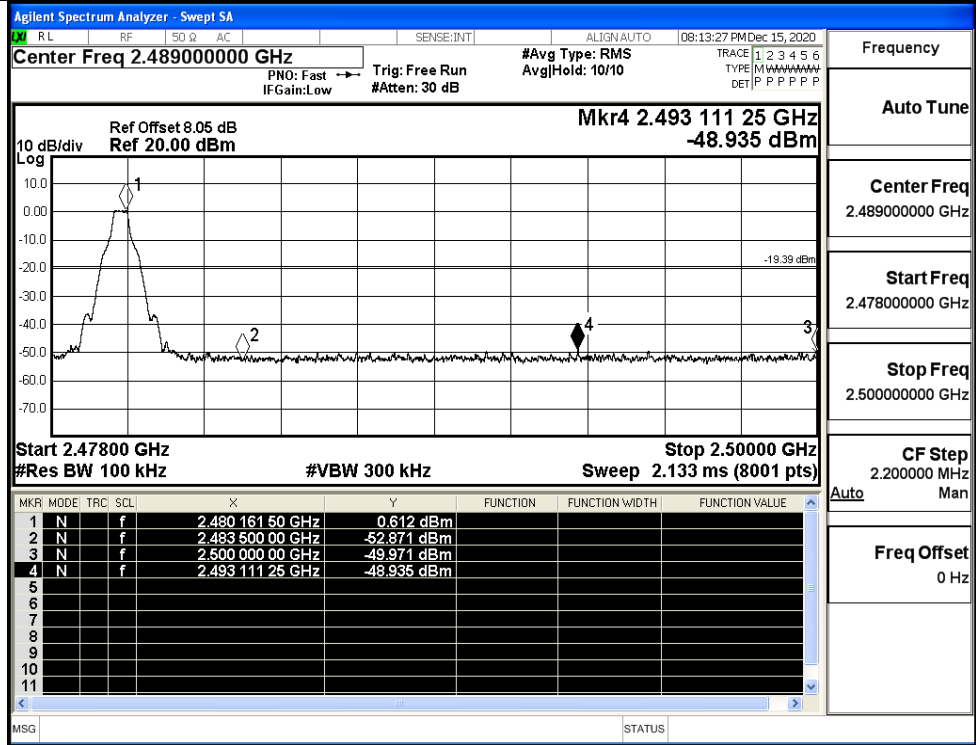 Agilent Spectrum Analyzer - Swept SA
LXI RL RF 50 Ω AC SENSE:INT ALIGNAUTO 08:13:27 PM Dec 15, 2020
Center Freq 2.489000000 GHz
PNO: Fast
IFGain:Low
Trig: Free Run
#Atten: 30 dB
#Avg Type: RMS
Avg|Hold: 10/10
TRACE 1 2 3 4 5 6
TYPE M WWWWW
DET P P P P P P
Mkr4 2.493 111 25 GHz
-48.935 dBm
Ref Offset 8.05 dB
10 dB/div Ref 20.00 dBm
Log
10.0
0.00
-10.0
-20.0
-30.0
-40.0
-50.0
-60.0
-70.0
1
-19.39 dBm
2
4
3
Start 2.47800 GHz Stop 2.50000 GHz
#Res BW 100 kHz #VBW 300 kHz Sweep 2.133 ms (8001 pts)
MKR MODE TRC SCL X Y FUNCTION FUNCTION WIDTH FUNCTION VALUE
1 N f 2.480 161 50 GHz 0.612 dBm
2 N f 2.483 500 00 GHz -52.871 dBm
3 N f 2.500 000 00 GHz -49.971 dBm
4 N f 2.493 111 25 GHz -48.935 dBm
5
6
7
8
9
10
11
MSG STATUS
Frequency
Auto Tune
Center Freq
2.489000000 GHz
Start Freq
2.478000000 GHz
Stop Freq
2.500000000 GHz
CF Step
2.200000 MHz
Auto Man
Freq Offset
0 Hz